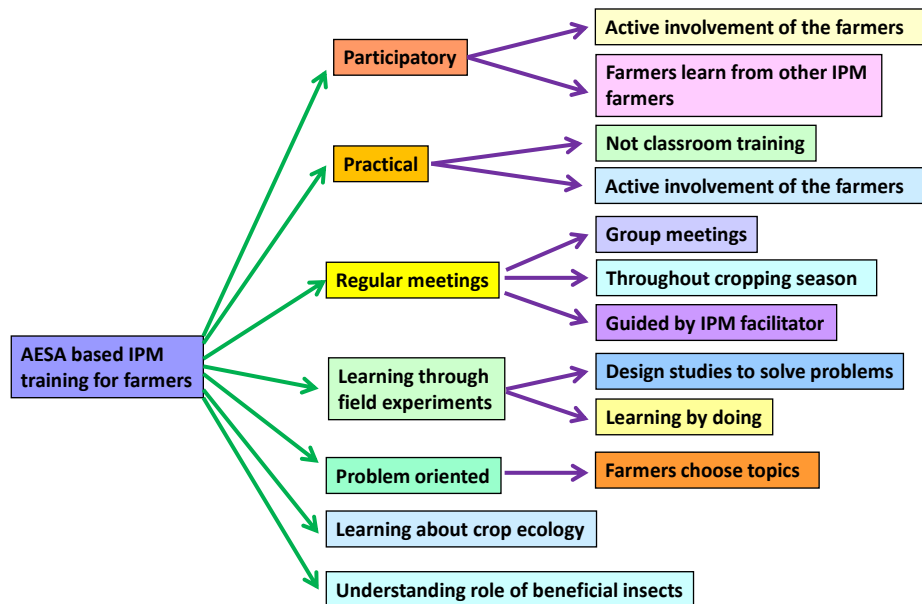 AESA based IPM
training for farmers
Participatory
Active involvement of the farmers
Farmers learn from other IPM
farmers
Practical
Not classroom training
Active involvement of the farmers
Regular meetings
Group meetings
Throughout cropping season
Guided by IPM facilitator
Learning through
field experiments
Design studies to solve problems
Learning by doing
Problem oriented
Farmers choose topics
Learning about crop ecology
Understanding role of beneficial insects